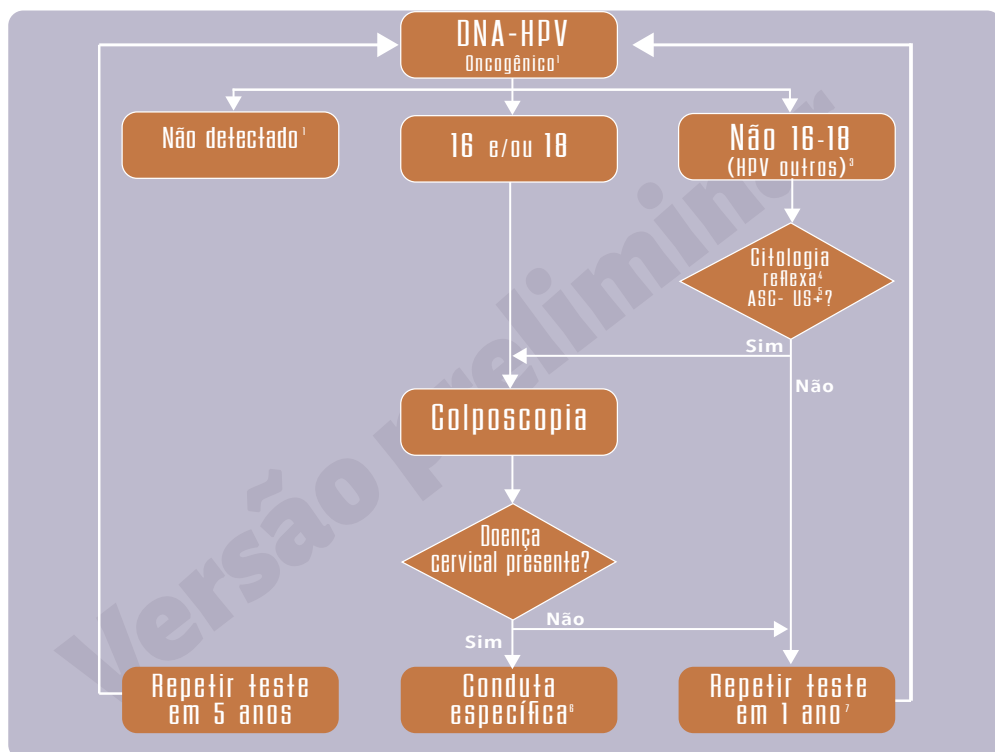 DNA-HPV
Oncogênico¹
Não detectado¹
16 e/ou 18
Não 16-18
(HPV outros)³
Citologia
reflexa⁴
ASC- US+⁵?
Sim
Não
Colposcopia
Doença
cervical presente?
Não
Sim
Repetir teste
em 5 anos
Conduta
específica⁶
Repetir teste
em 1 ano⁷
Versão preliminar